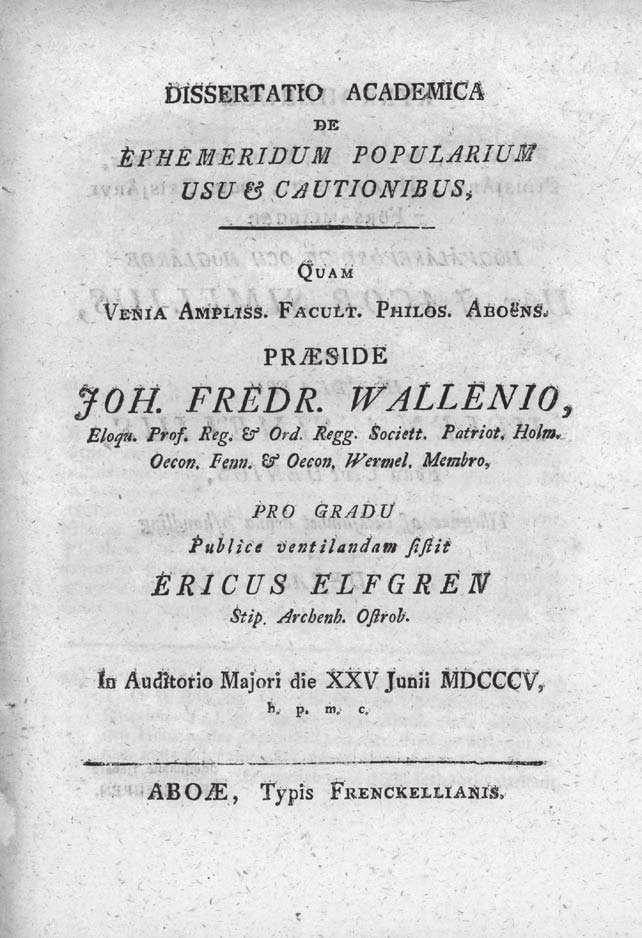 DISSERTATIO ACADEMICA
DE
EPHEMERIDUM POPULARIUM
USU & CAUTIONIBUS,
QUAM
VENIA AMPLISS. FACULT. PHILOS. ABOËNS.
PRÆSIDE
JOH. FREDR. WALLENIO,
Eloqu. Prof. Reg. & Ord. Regg. Societt. Patriot. Holm.
Oecon. Fenn. & Oecon. Wermel. Membro,
PRO GRADU
Publice ventilandam ſiſtit
ERICUS ELFGREN
Stip. Archenb. Oſtrob.
In Auditorio Majori die XXV Junii MDCCCV,
h. p. m. c.
ABOÆ, Typis FRENCKELLIANIS.